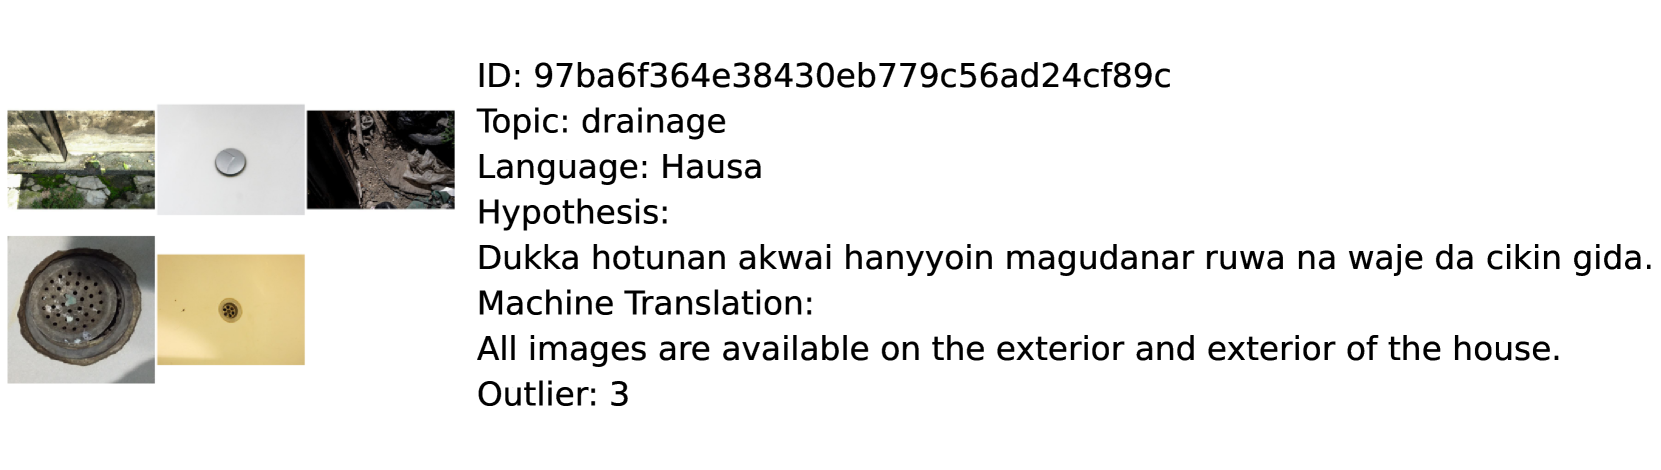 ID: 97ba6f364e38430eb779c56ad24cf89c
Topic: drainage
Language: Hausa
Hypothesis:
Dukka hotunan akwai hanyyoin magudanar ruwa na waje da cikin gida.
Machine Translation:
All images are available on the exterior and exterior of the house.
Outlier: 3